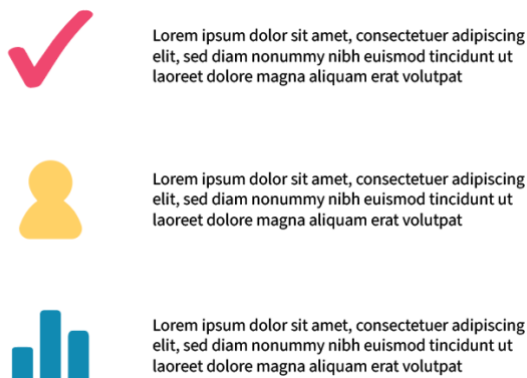 Lorem ipsum dolor sit amet, consectetuer adipiscing
elit, sed diam nonummy nibh euismod tincidunt ut
laoreet dolore magna aliquam erat volutpat
Lorem ipsum dolor sit amet, consectetuer adipiscing
elit, sed diam nonummy nibh euismod tincidunt ut
laoreet dolore magna aliquam erat volutpat
Lorem ipsum dolor sit amet, consectetuer adipiscing
elit, sed diam nonummy nibh euismod tincidunt ut
laoreet dolore magna aliquam erat volutpat